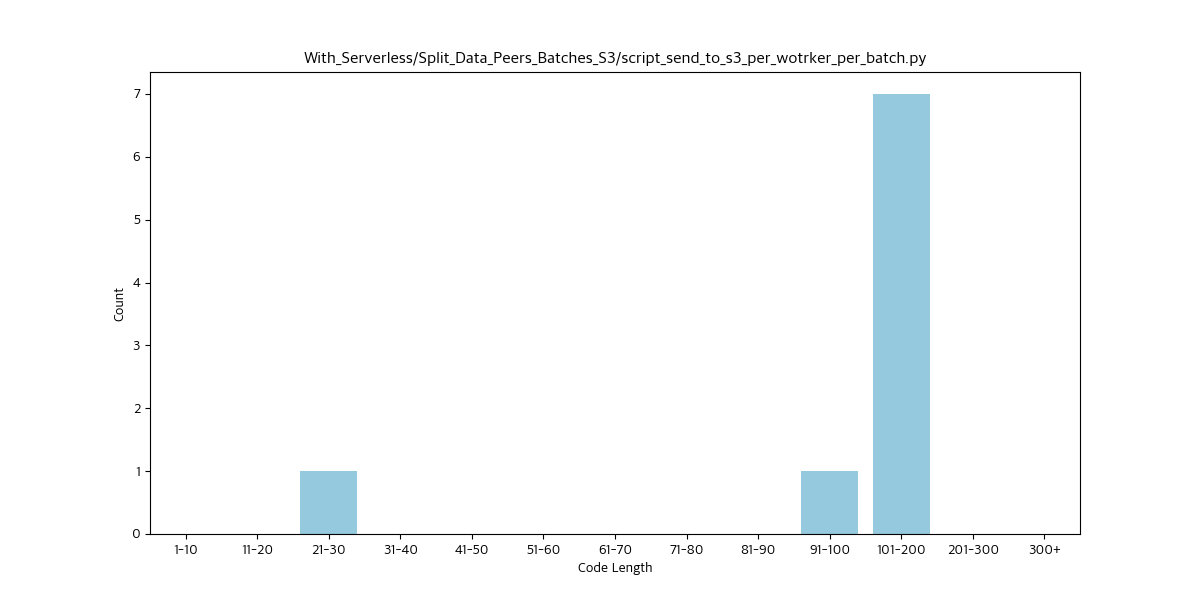 With_Serverless/Split_Data_Peers_Batches_S3/script_send_to_s3_per_wotrker_per_batch.py
7
6
5
4
3
2
1
0
Count
1-10 11-20 21-30 31-40 41-50 51-60 61-70 71-80 81-90 91-100 101-200 201-300 300+
Code Length